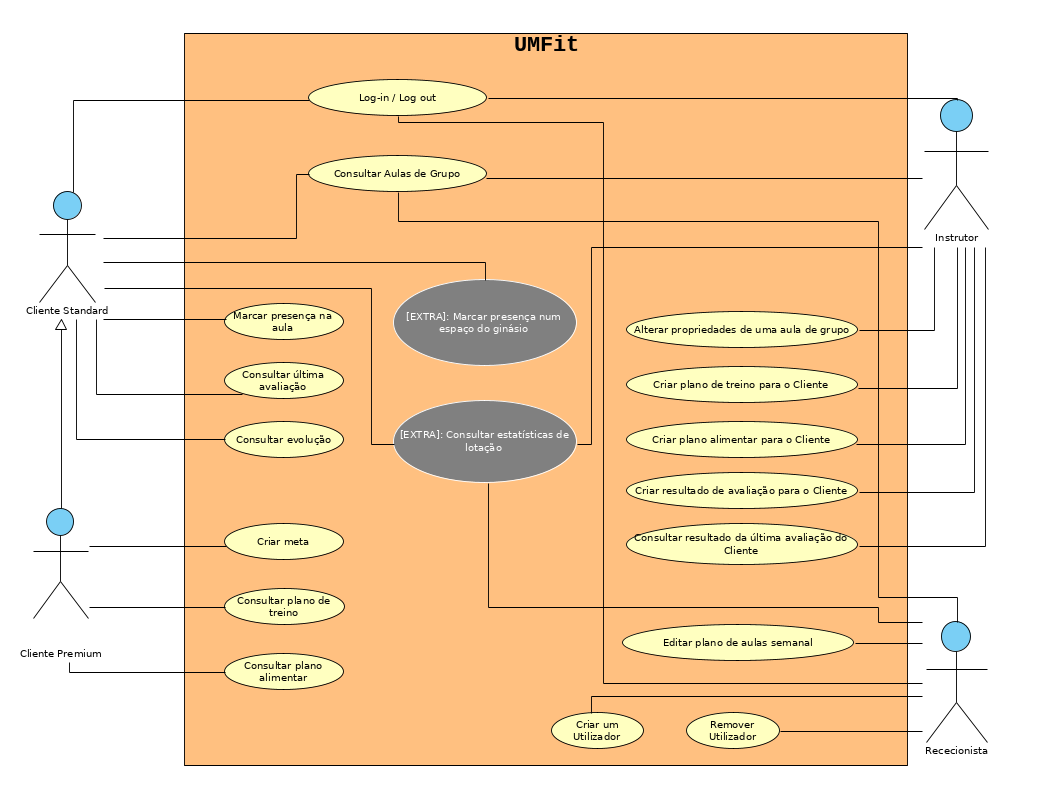 UMFit
Log-in / Log out
Consultar Aulas de Grupo
Instrutor
Cliente Standard
[EXTRA]: Marcar presença num
espaço do ginásio
Marcar presença na
aula
Alterar propriedades de uma aula de grupo
Consultar última
avaliação
Criar plano de treino para o Cliente
[EXTRA]: Consultar estatísticas de
lotação
Consultar evolução
Criar plano alimentar para o Cliente
Criar resultado de avaliação para o Cliente
Criar meta
Consultar resultado da última avaliação do
Cliente
Consultar plano de
treino
Editar plano de aulas semanal
Cliente Premium
Consultar plano
alimentar
Criar um
Utilizador
Remover
Utilizador
Rececionista